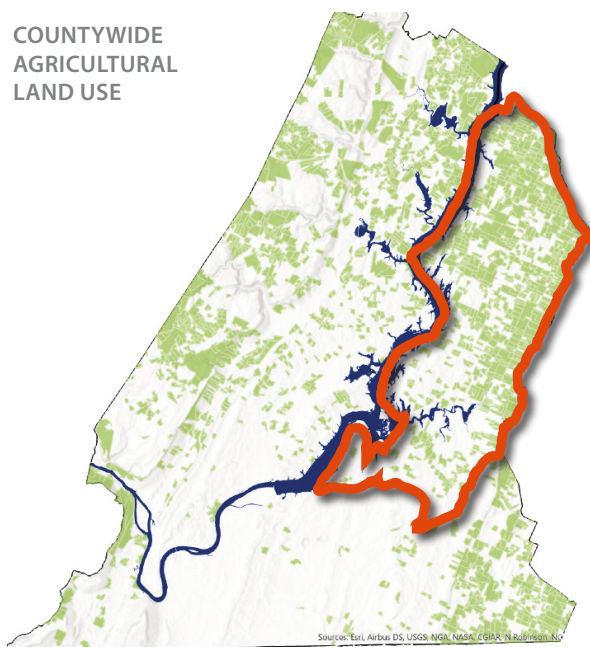 COUNTYWIDE
AGRICULTURAL
LAND USE
Sources: Esri, Airbus DS, USGS, NGA, NASA, CGIAR, N Robinson, NC